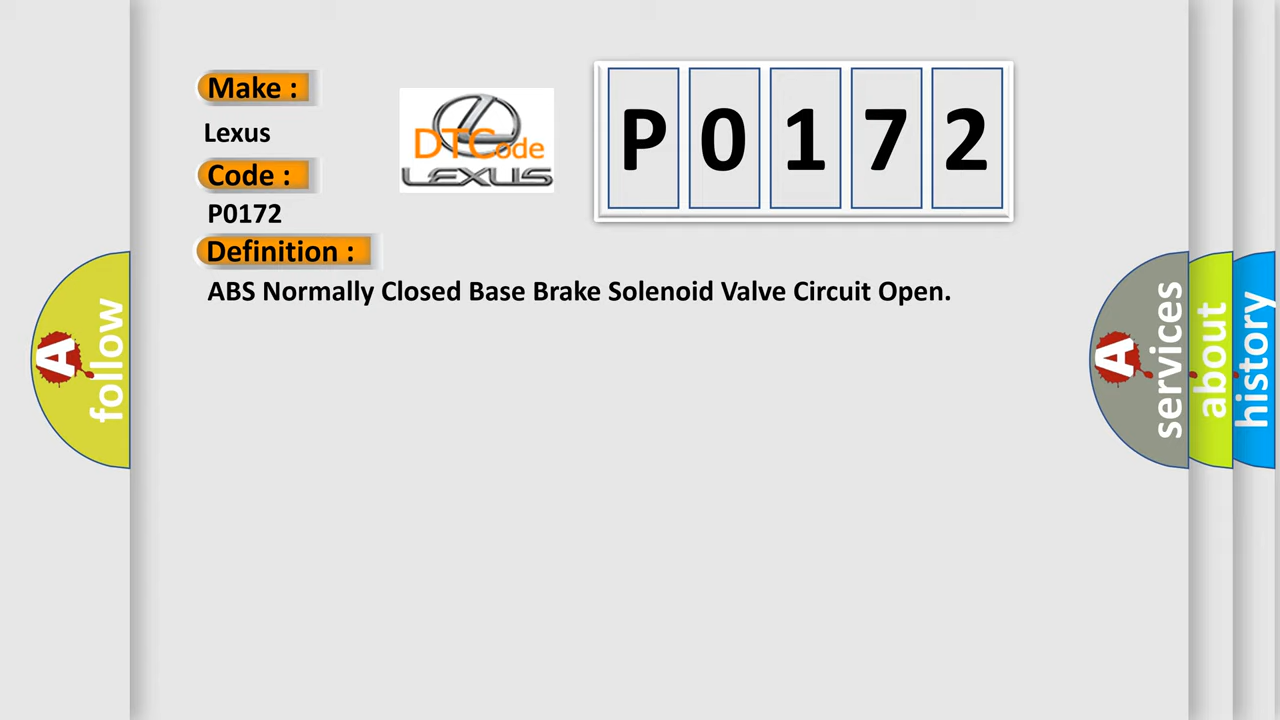 Make :
Lexus
Code :
P0172
Definition :
ABS Normally Closed Base Brake Solenoid Valve Circuit Open.
DTCode
LEXUS
P 0 1 7 2
A follow
A services
about
history